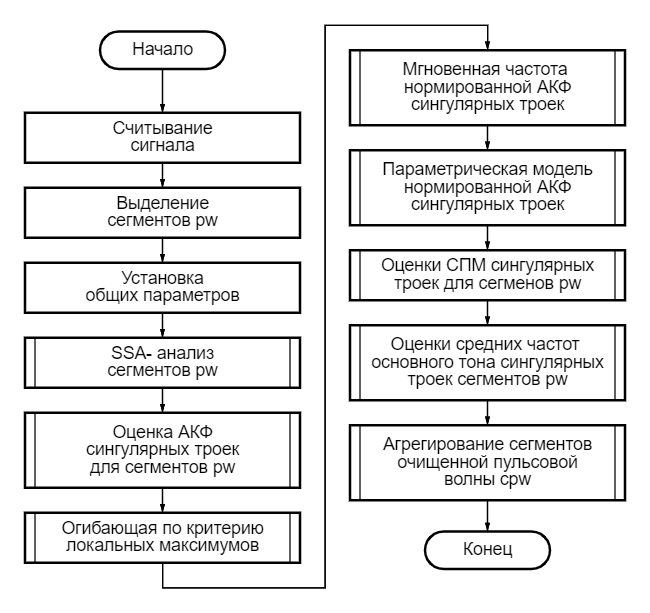 Начало
Считывание
сигнала
Выделение
сегментов pw
Установка
общих параметров
SSA- анализ
сегментов pw
Оценка АКФ
сингулярных троек
для сегментов pw
Огибающая по критерию
локальных максимумов
Мгновенная частота
нормированной АКФ
сингулярных троек
Параметрическая модель
нормированной АКФ
сингулярных троек
Оценки СПМ сингулярных
троек для сегменов pw
Оценки средних частот
основного тона сингулярных
троек сегментов pw
Агрегирование сегментов
очищенной пульсовой
волны cpw
Конец